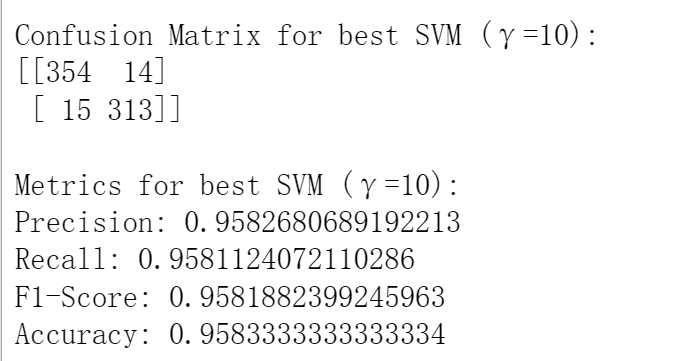 Confusion Matrix for best SVM (γ=10):
[[354  14]
 [ 15 313]]
Metrics for best SVM (γ=10):
Precision: 0.9582680689192213
Recall: 0.9581124072110286
F1-Score: 0.9581882399245963
Accuracy: 0.9583333333333334